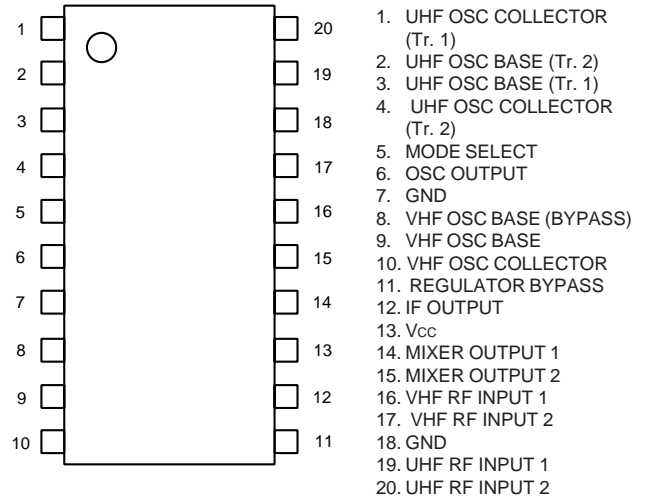 1
2
3
4
5
6
7
8
9
10
20
19
18
17
16
15
14
13
12
11
1. UHF OSC COLLECTOR
(Tr. 1)
2. UHF OSC BASE (Tr. 2)
3. UHF OSC BASE (Tr. 1)
4. UHF OSC COLLECTOR
(Tr. 2)
5. MODE SELECT
6. OSC OUTPUT
7. GND
8. VHF OSC BASE (BYPASS)
9. VHF OSC BASE
10. VHF OSC COLLECTOR
11. REGULATOR BYPASS
12. IF OUTPUT
13. VCC
14. MIXER OUTPUT 1
15. MIXER OUTPUT 2
16. VHF RF INPUT 1
17. VHF RF INPUT 2
18. GND
19. UHF RF INPUT 1
20. UHF RF INPUT 2